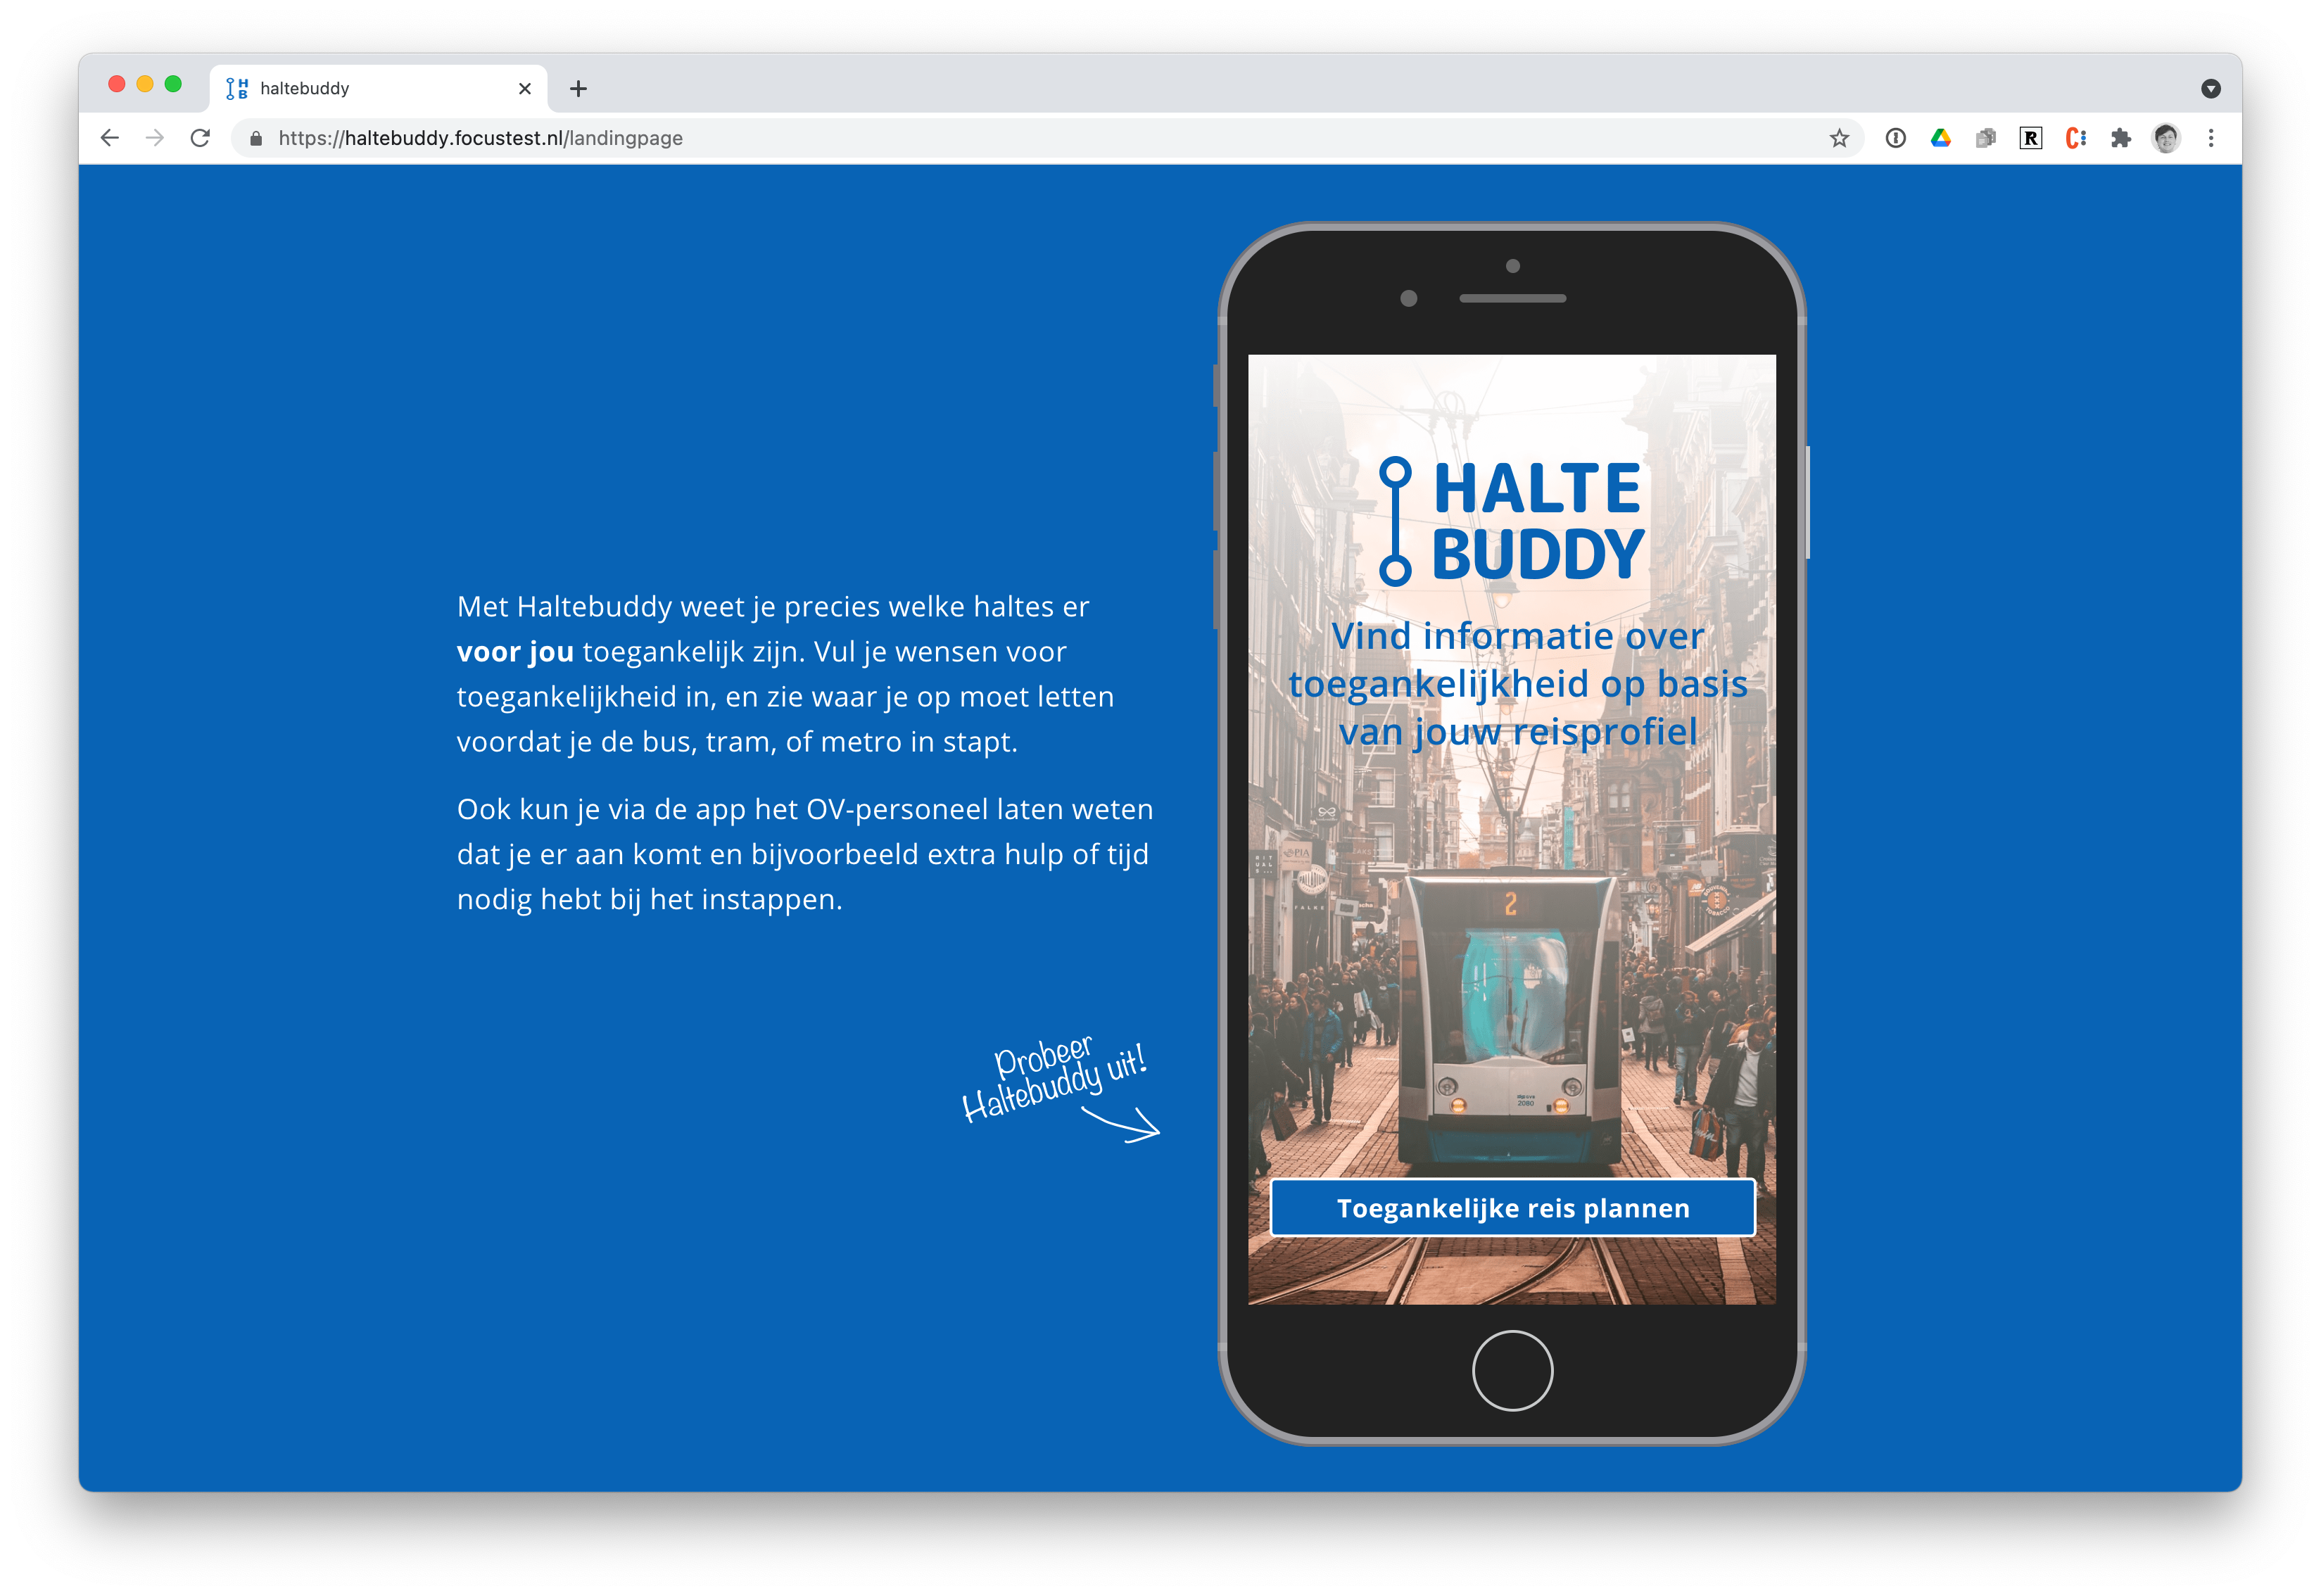 H
B
haltebuddy
https://haltebuddy.focustest.nl/landingpage
R
C:
Met Haltebuddy weet je precies welke haltes er
voor jou toegankelijk zijn. Vul je wensen voor
toegankelijkheid in, en zie waar je op moet letten
voordat je de bus, tram, of metro in stapt.
Ook kun je via de app het OV-personeel laten weten
dat je er aan komt en bijvoorbeeld extra hulp of tijd
nodig hebt bij het instappen.
Probeer
Haltebuddy uit!
HALTE
BUDDY
Vind informatie over
toegankelijkheid op basis
van jouw reisprofiel
PIA
FALKE
TOBACCO
2
2080
Toegankelijke reis plannen